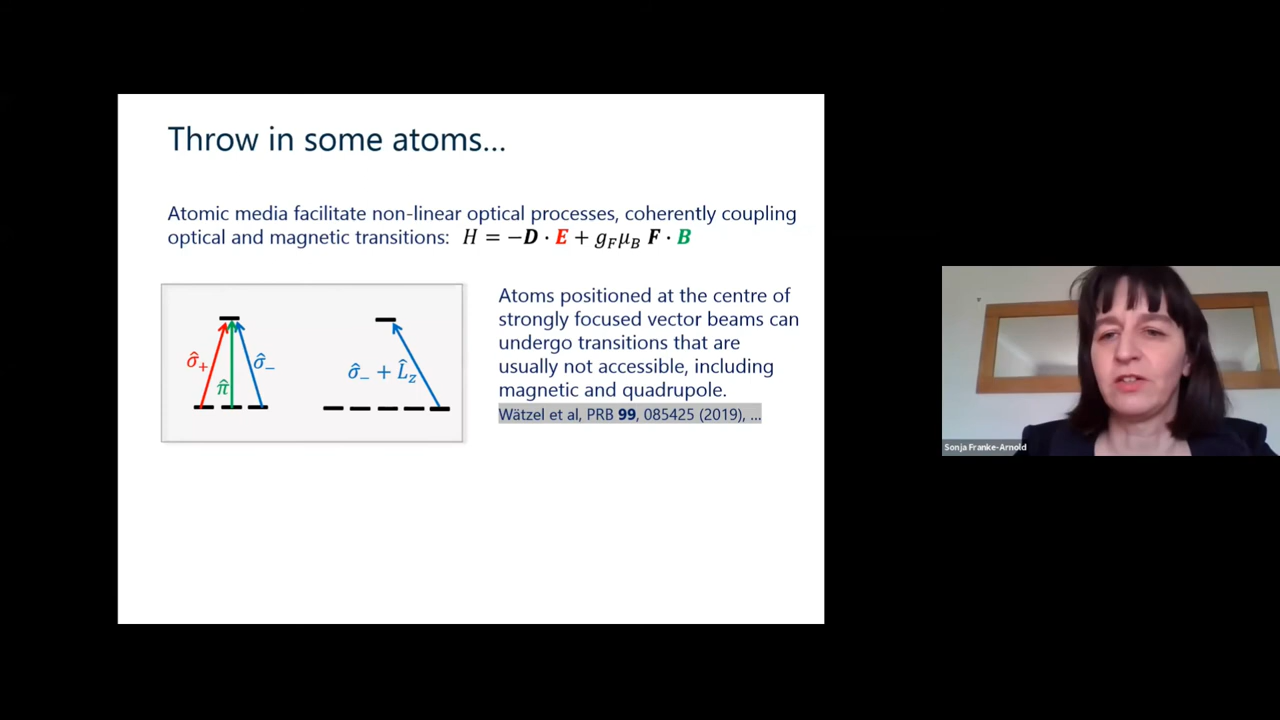 Throw in some atoms...
Atomic media facilitate non-linear optical processes, coherently coupling
optical and magnetic transitions: H = −D · E + g_F μ_B F · B
σ̂₊
π̂
σ̂₋
σ̂₋ + L̂_z
Atoms positioned at the centre of
strongly focused vector beams can
undergo transitions that are
usually not accessible, including
magnetic and quadrupole.
Wätzel et al, PRB 99, 085425 (2019), ...
Sonja Franke-Arnold